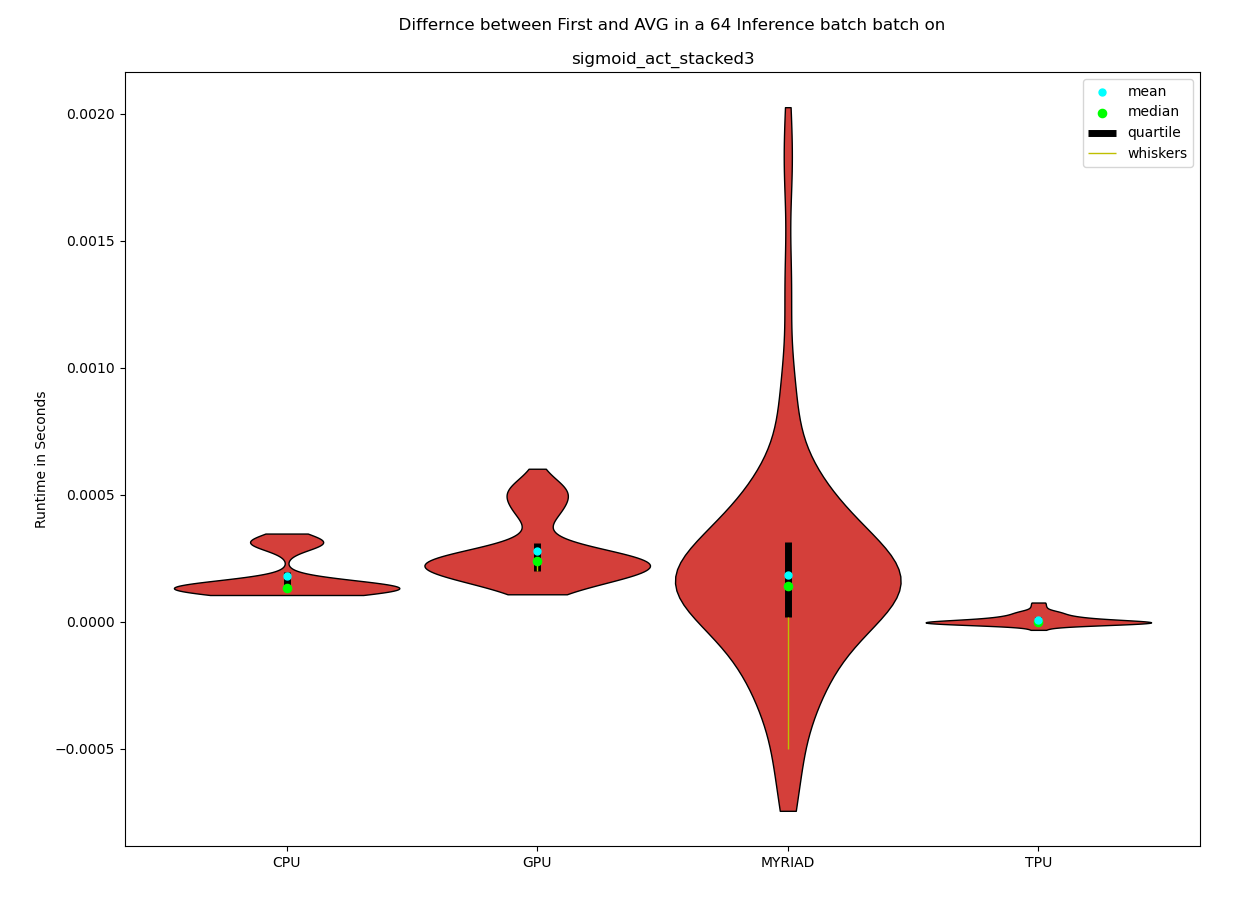 Differnce between First and AVG in a 64 Inference batch batch on
sigmoid_act_stacked3
mean
median
quartile
whiskers
0.0020
0.0015
0.0010
0.0005
0.0000
−0.0005
Runtime in Seconds
CPU
GPU
MYRIAD
TPU